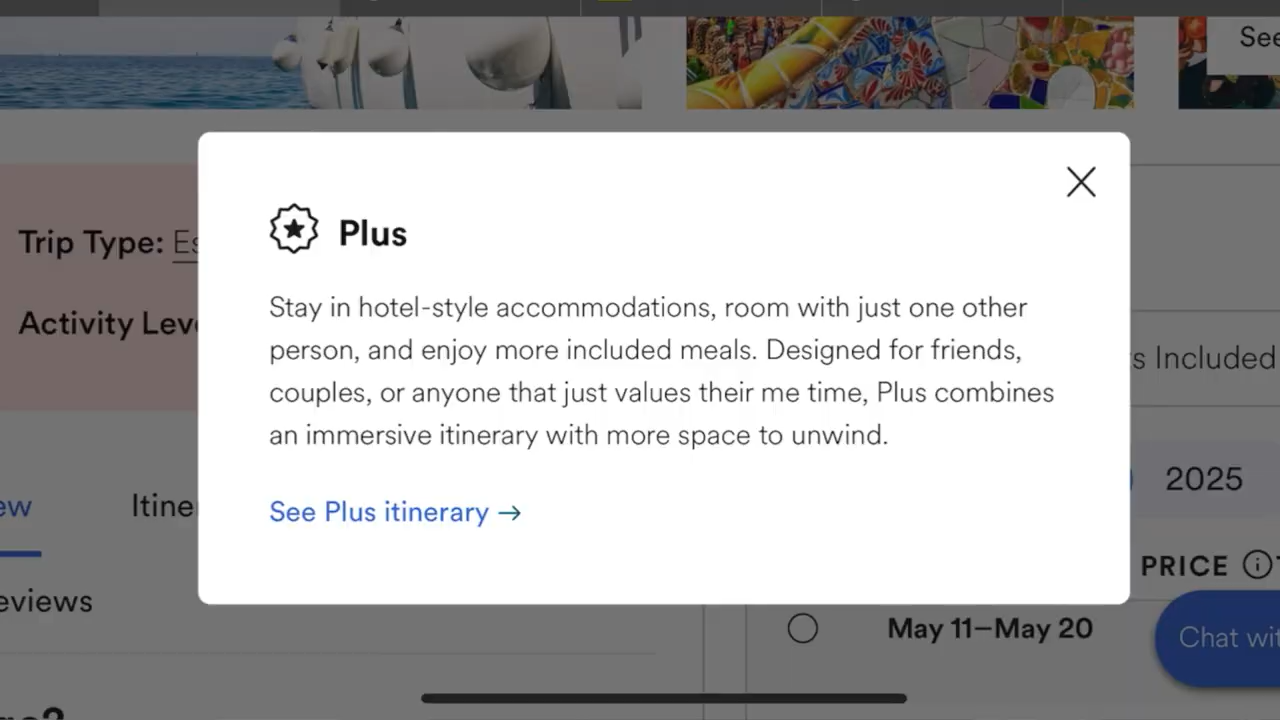 See
Trip Type:
Activity
Plus
Stay in hotel-style accommodations, room with just one other
person, and enjoy more included meals. Designed for friends,
couples, or anyone that just values their me time, Plus combines
an immersive itinerary with more space to unwind.
See Plus itinerary →
Included
2025
PRICE
May 11–May 20
Chat